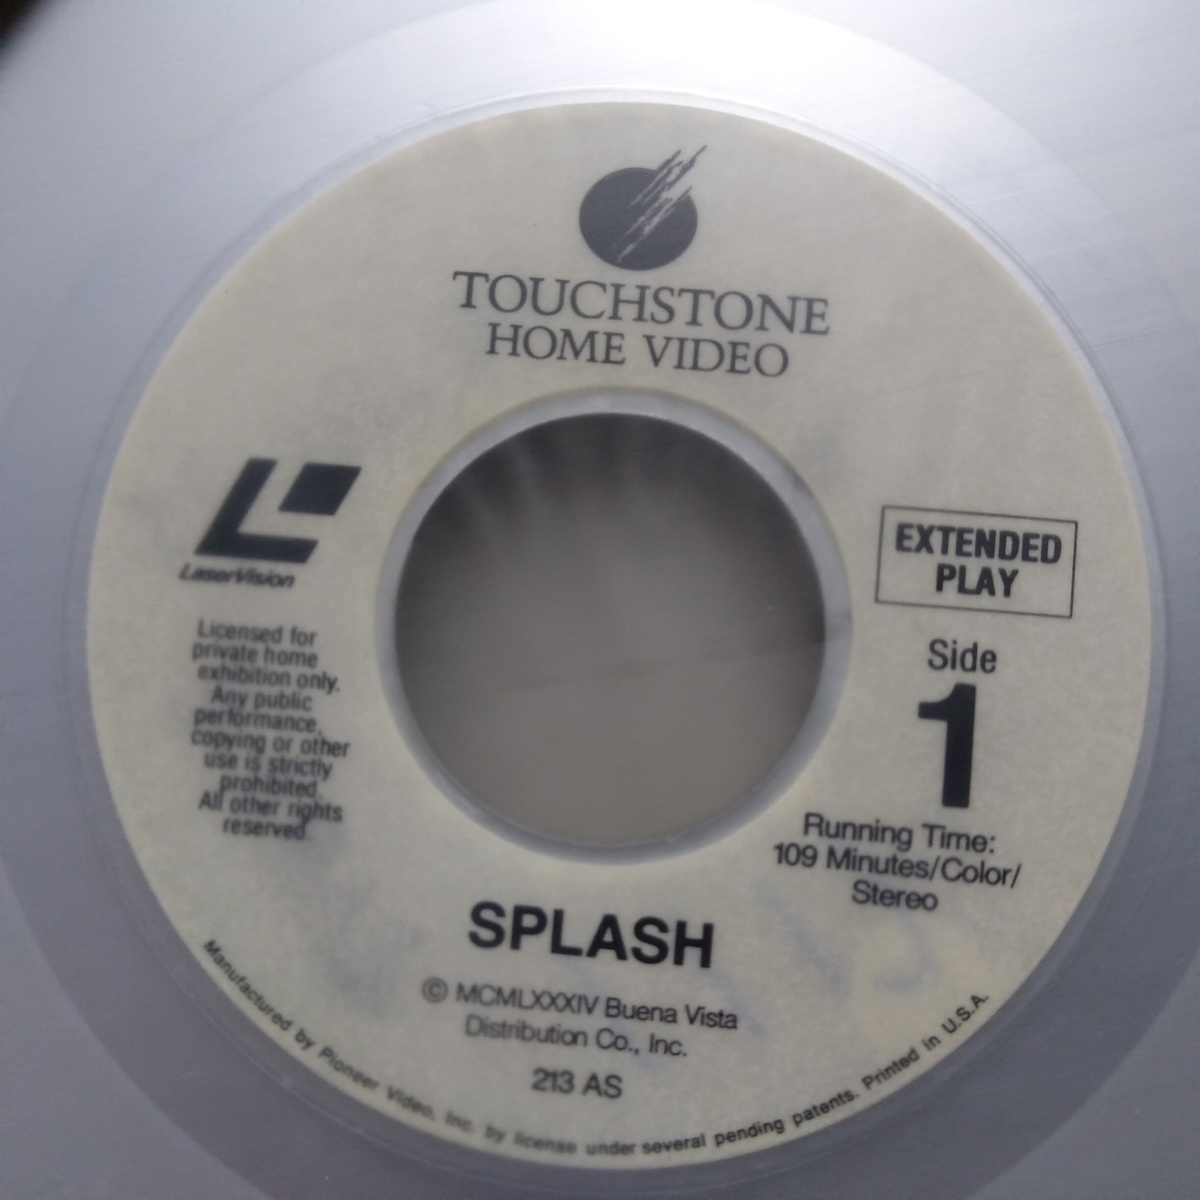 TOUCHSTONE
HOME VIDEO
LaserVision
Licensed for
private home
exhibition only.
Any public
performance,
copying or other
use is strictly
prohibited.
All other rights
reserved.
EXTENDED
PLAY
Side
1
Running Time:
109 Minutes/Color/
Stereo
SPLASH
© MCMLXXXIV Buena Vista
Distribution Co., Inc.
213 AS
Manufactured by Pioneer Video, Inc. by license under several pending patents. Printed in U.S.A.